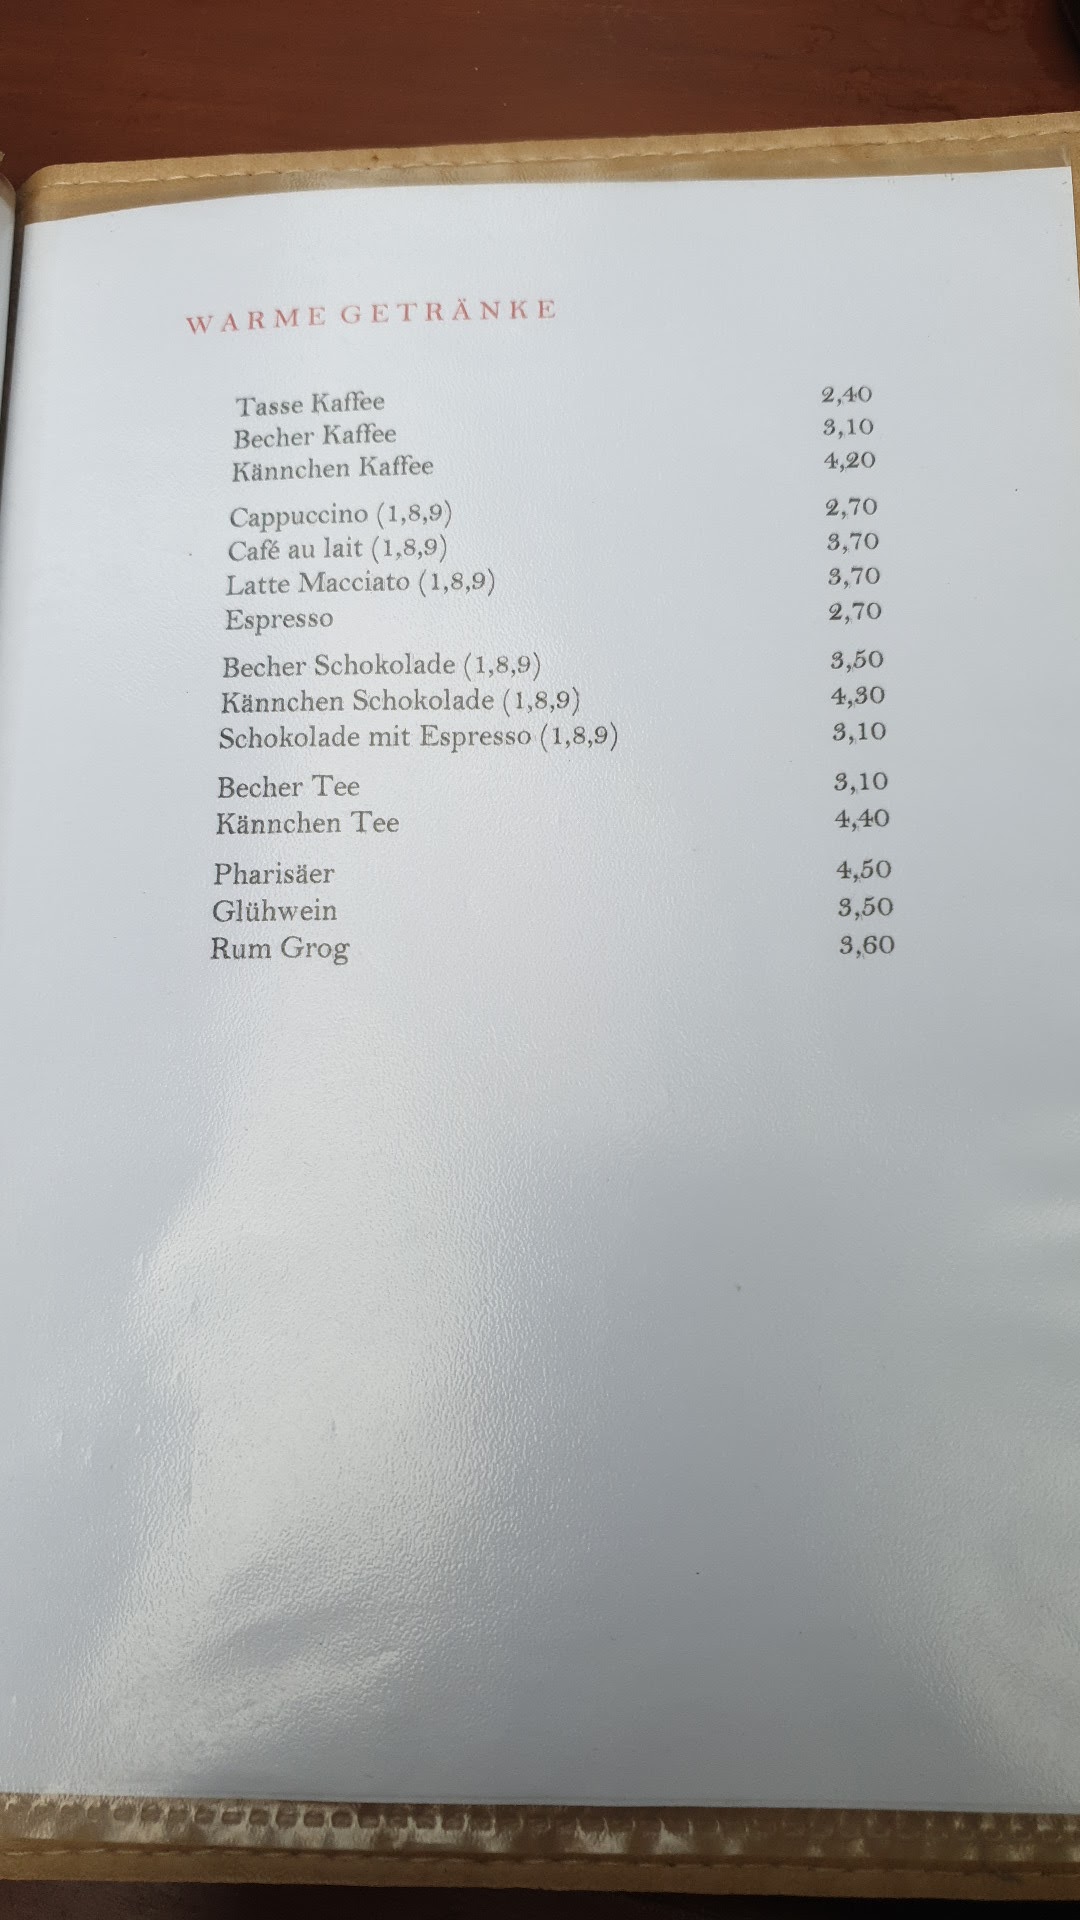 WARME GETRÄNKE
Tasse Kaffee 2,40
Becher Kaffee 3,10
Kännchen Kaffee 4,20
Cappuccino (1,8,9) 2,70
Café au lait (1,8,9) 3,70
Latte Macciato (1,8,9) 3,70
Espresso 2,70
Becher Schokolade (1,8,9) 3,50
Kännchen Schokolade (1,8,9) 4,30
Schokolade mit Espresso (1,8,9) 3,10
Becher Tee 3,10
Kännchen Tee 4,40
Pharisäer 4,50
Glühwein 3,50
Rum Grog 3,60